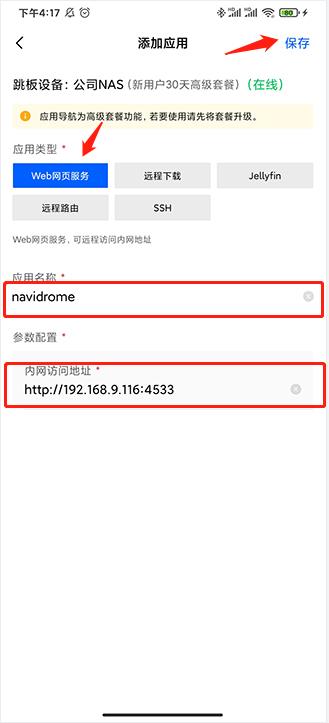 下午4:17
80
添加应用
保存
跳板设备：公司NAS（新用户30天高级套餐）（在线）
应用导航为高级套餐功能，若要使用请先将套餐升级。
应用类型 *
Web网页服务
远程下载
Jellyfin
远程路由
SSH
Web网页服务，可远程访问内网地址
应用名称 *
navidrome
参数配置 *
内网访问地址 *
http://192.168.9.116:4533